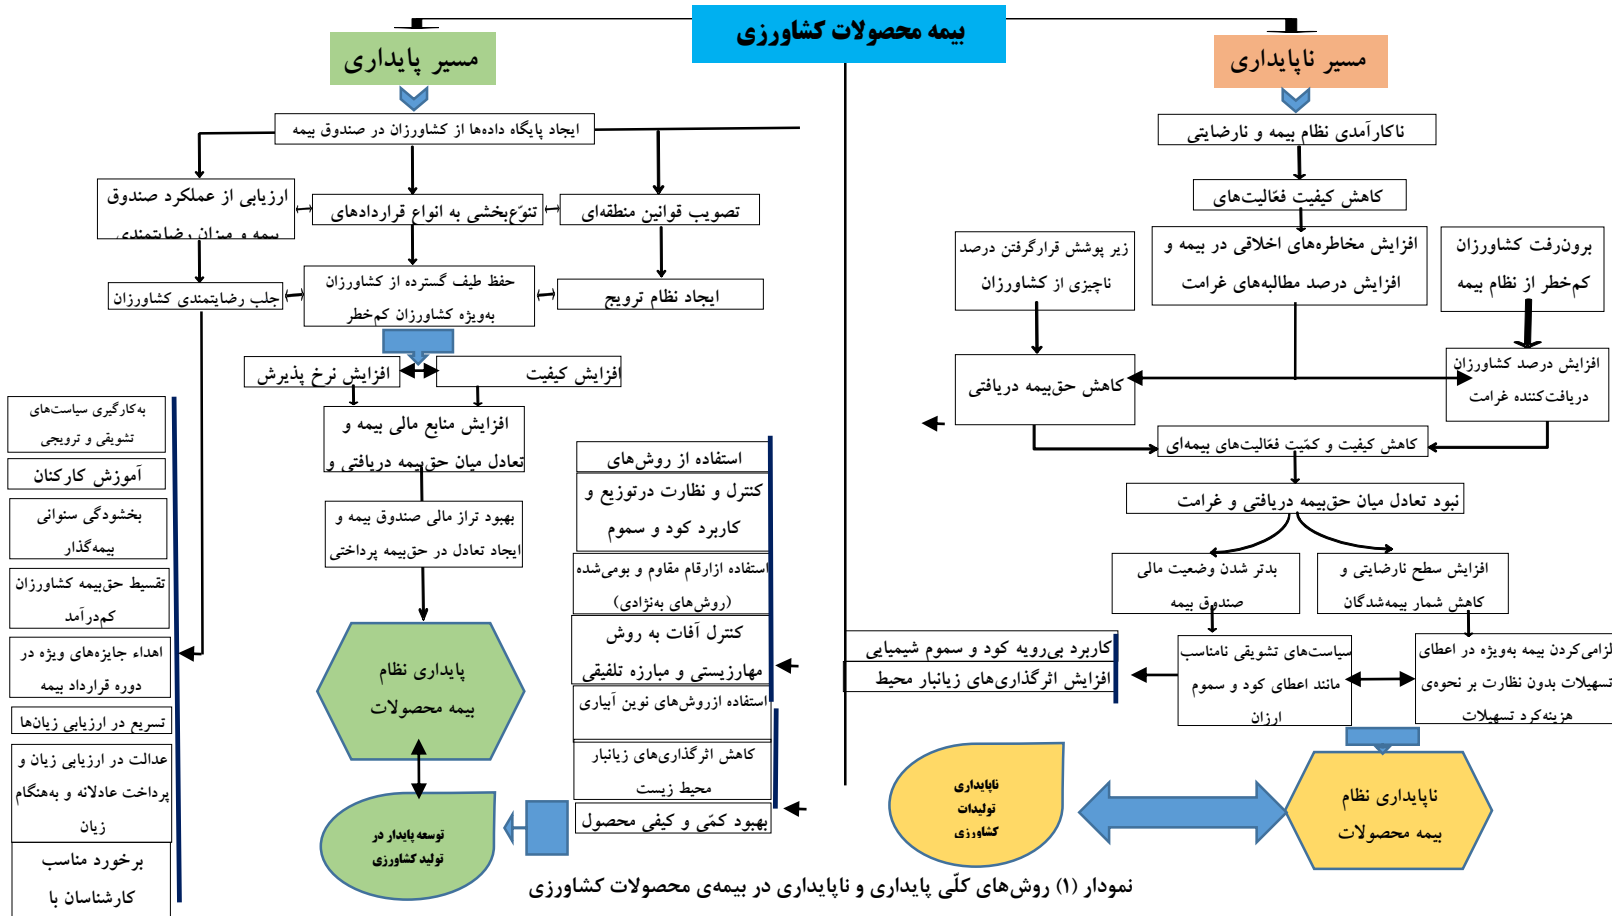 بیمه محصولات کشاورزی
مسیر ناپایداری
ناکارآمدی نظام بیمه و نارضایتی
کاهش کیفیت فعّالیت‌های
برون‌رفت کشاورزان
کم‌خطر از نظام بیمه
افزایش مخاطره‌های اخلاقی در بیمه و
افزایش درصد مطالبه‌های غرامت
زیر پوشش قرارگرفتن درصد
ناچیزی از کشاورزان
افزایش درصد کشاورزان
دریافت‌کننده غرامت
کاهش حق‌بیمه دریافتی
کاهش کیفیت و کمّیت فعّالیت‌های بیمه‌ای
نبود تعادل میان حق‌بیمه دریافتی و غرامت
افزایش سطح نارضایتی و
کاهش شمار بیمه‌شدگان
بدتر شدن وضعیت مالی
صندوق بیمه
لزامی‌کردن بیمه به‌ویژه در اعطای
تسهیلات بدون نظارت بر نحوه‌ی
هزینه‌کرد تسهیلات
سیاست‌های تشویقی نامناسب
مانند اعطای کود و سموم
ارزان
کاربرد بی‌رویه کود و سموم شیمیایی
افزایش اثرگذاری‌های زیانبار محیط
ناپایداری نظام
بیمه محصولات
ناپایداری
تولیدات
کشاورزی
مسیر پایداری
ایجاد پایگاه داده‌ها از کشاورزان در صندوق بیمه
تصویب قوانین منطقه‌ای
تنوّع‌بخشی به انواع قراردادهای
ارزیابی از عملکرد صندوق
بیمه و میزان رضایتمندی
ایجاد نظام ترویج
حفظ طیف گسترده از کشاورزان
به‌ویژه کشاورزان کم‌خطر
جلب رضایتمندی کشاورزان
افزایش کیفیت
افزایش نرخ پذیرش
افزایش منابع مالی بیمه و
تعادل میان حق‌بیمه دریافتی و
بهبود تراز مالی صندوق بیمه و
ایجاد تعادل در حق‌بیمه پرداختی
پایداری نظام
بیمه محصولات
توسعه پایدار در
تولید کشاورزی
استفاده از روش‌های
کنترل و نظارت درتوزیع و
کاربرد کود و سموم
استفاده ازارقام مقاوم و بومی‌شده
(روش‌های به‌نژادی)
کنترل آفات به روش
مهارزیستی و مبارزه تلفیقی
استفاده ازروش‌های نوین آبیاری
کاهش اثرگذاری‌های زیانبار
محیط زیست
بهبود کمّی و کیفی محصول
به‌کارگیری سیاست‌های
تشویقی و ترویجی
آموزش کارکنان
بخشودگی سنواتی
بیمه‌گذار
تقسیط حق‌بیمه کشاورزان
کم‌درآمد
اهداء جایزه‌های ویژه در
دوره قرارداد بیمه
تسریع در ارزیابی زیان‌ها
عدالت در ارزیابی زیان و
پرداخت عادلانه و به‌هنگام
زیان
برخورد مناسب
کارشناسان با
نمودار (۱) روش‌های کلّی پایداری و ناپایداری در بیمه‌ی محصولات کشاورزی